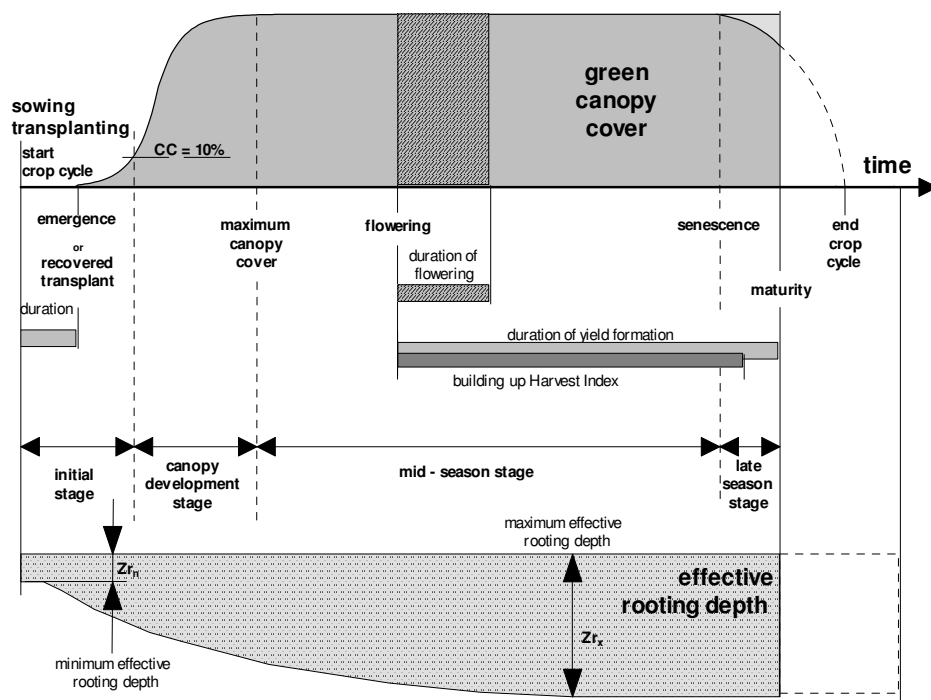 green
canopy
cover
sowing
transplanting
start
crop cycle
CC = 10%
time
emergence
or
recovered
transplant
maximum
canopy
cover
flowering
duration of
flowering
senescence
end
crop
cycle
maturity
duration
duration of yield formation
building up Harvest Index
initial
stage
canopy
development
stage
mid - season stage
late
season
stage
maximum effective
rooting depth
Zrn
effective
rooting depth
Zrx
minimum effective
rooting depth